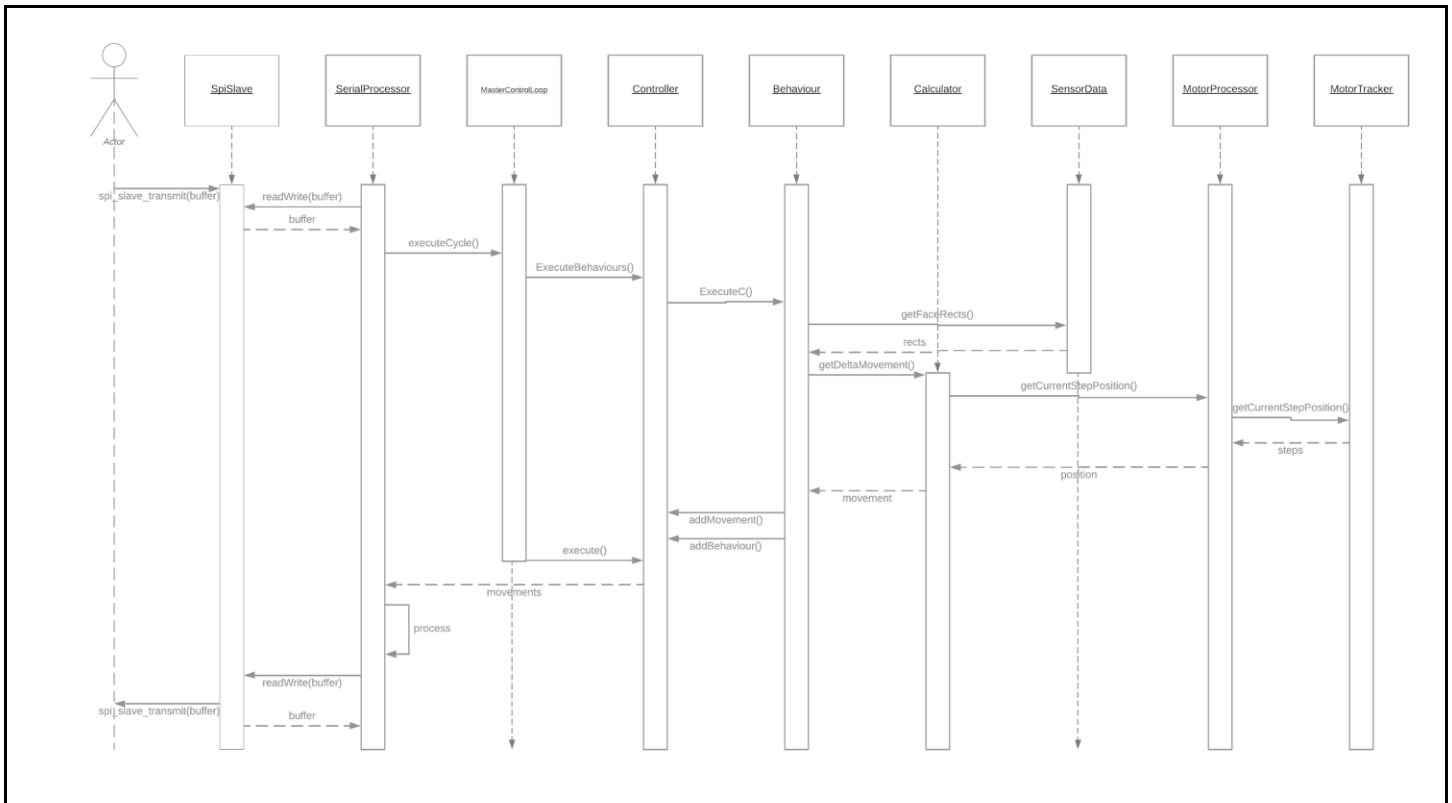 SpiSlave
SerialProcessor
MasterControlLoop
Controller
Behaviour
Calculator
SensorData
MotorProcessor
MotorTracker
Actor
spi_slave_transmit(buffer)
readWrite(buffer)
buffer
executeCycle()
ExecuteBehaviours()
ExecuteC()
getFaceRects()
rects
getDeltaMovement()
getCurrentStepPosition()
getCurrentStepPosition()
steps
position
movement
addMovement()
addBehaviour()
execute()
movements
process
readWrite(buffer)
spi_slave_transmit(buffer)
buffer